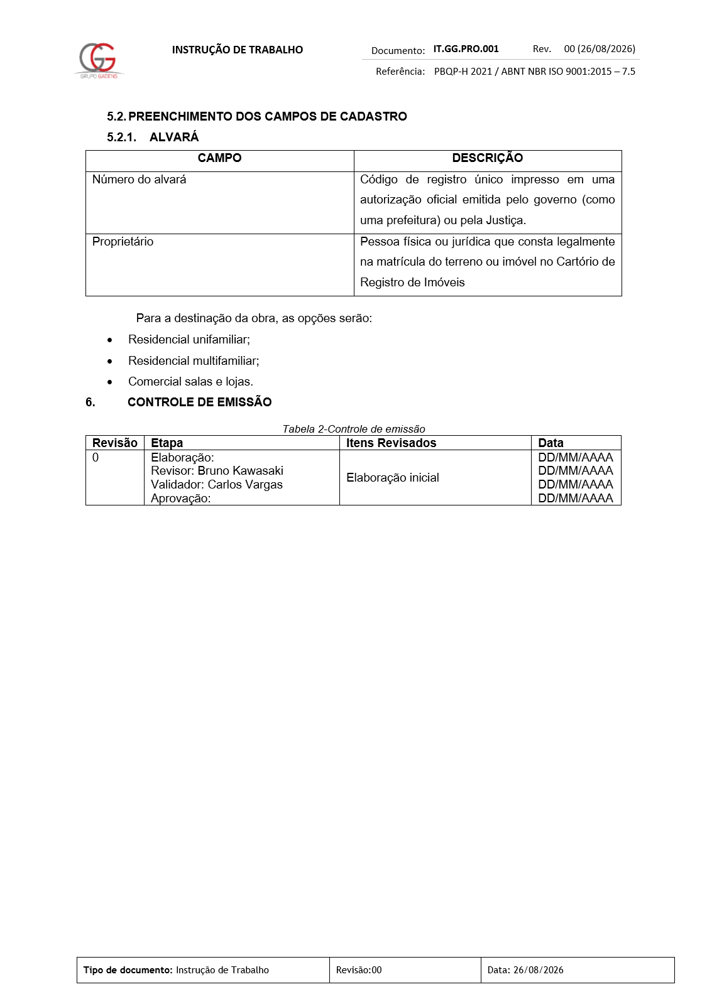 GRUPO GADENS
INSTRUÇÃO DE TRABALHO
Documento: IT.GG.PRO.001 Rev. 00 (26/08/2026)
Referência: PBQP-H 2021 / ABNT NBR ISO 9001:2015 – 7.5
5.2. PREENCHIMENTO DOS CAMPOS DE CADASTRO
5.2.1. ALVARÁ
CAMPO DESCRIÇÃO
Número do alvará
Código de registro único impresso em uma
autorização oficial emitida pelo governo (como
uma prefeitura) ou pela Justiça.
Proprietário
Pessoa física ou jurídica que consta legalmente
na matrícula do terreno ou imóvel no Cartório de
Registro de Imóveis
Para a destinação da obra, as opções serão:
• Residencial unifamiliar;
• Residencial multifamiliar;
• Comercial salas e lojas.
6. CONTROLE DE EMISSÃO
Tabela 2-Controle de emissão
Revisão Etapa Itens Revisados Data
0 Elaboração: DD/MM/AAAA
Revisor: Bruno Kawasaki DD/MM/AAAA
Elaboração inicial
Validador: Carlos Vargas DD/MM/AAAA
Aprovação: DD/MM/AAAA
Tipo de documento: Instrução de Trabalho Revisão:00 Data: 26/08/2026